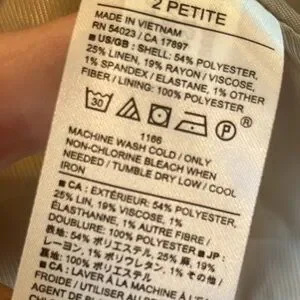 2 PETITE
MADE IN VIETNAM
RN 54023 / CA 17897
■ US/GB : SHELL: 54% POLYESTER,
25% LINEN, 19% RAYON / VISCOSE,
1% SPANDEX / ELASTANE, 1% OTHER
FIBER / LINING : 100% POLYESTER
30
P
1166
MACHINE WASH COLD / ONLY
NON-CHLORINE BLEACH WHEN
NEEDED / TUMBLE DRY LOW / COOL
IRON
■ CA : EXTÉRIEUR: 54% POLYESTER,
25% LIN, 19% VISCOSE, 1%
ÉLASTHANNE, 1% AUTRE FIBRE /
DOUBLURE: 100% POLYESTER ■ JP :
表地: 54% ポリエステル, 25% 麻, 19%
レーヨン, 1% ポリウレタン, 1% その他 /
裏地: 100% ポリエステル
■ CA: LAVER À LA MACHINE À L'
FROIDE / UTILISER AU
AGENT DE BLAN